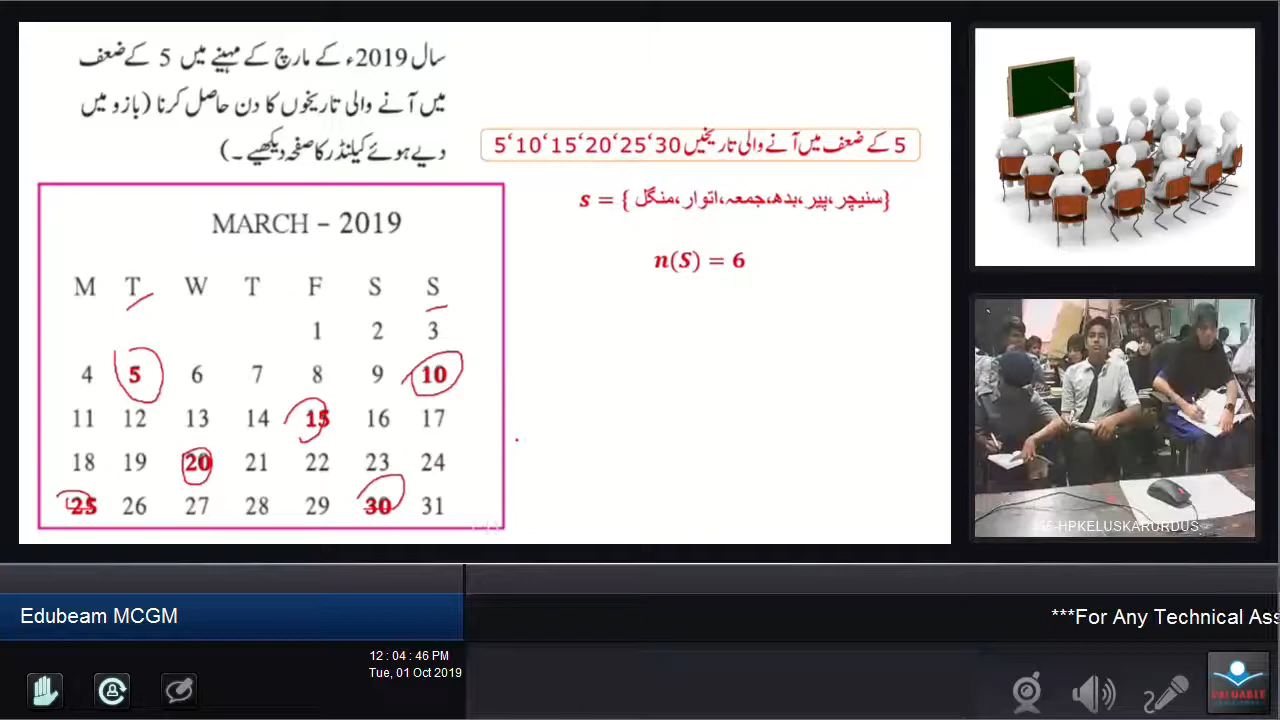 سال 2019ء کے مارچ کے مہینے میں 5 کے ضعف
میں آنے والی تاریخوں کا دن حاصل کرنا (بازو میں
دیے ہوئے کیلنڈر کا صفحہ دیکھیے۔)
5 کے ضعف میں آنے والی تاریخیں 30‘25‘20‘15‘10‘5
s = { سنیچر،پیر،بدھ،جمعہ،اتوار،منگل}
n(S) = 6
MARCH – 2019
M T W T F S S
1 2 3
4 5 6 7 8 9 10
11 12 13 14 15 16 17
18 19 20 21 22 23 24
25 26 27 28 29 30 31
-HPKELUSKARURDUS
Edubeam MCGM
***For Any Technical Ass
12 : 04 : 46 PM
Tue, 01 Oct 2019
VALUABLE